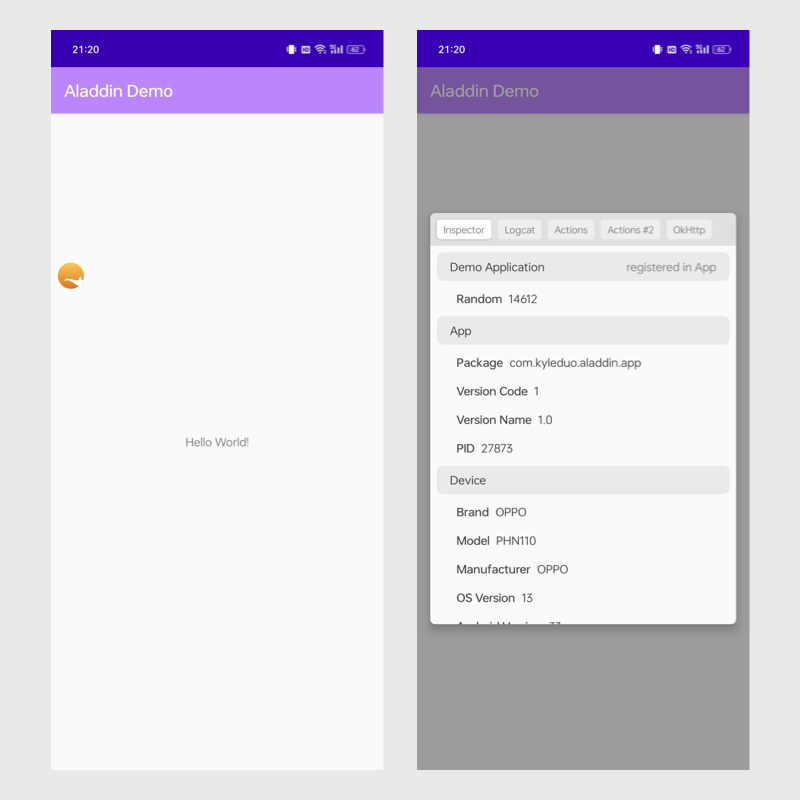 21:20
62
Aladdin Demo
Hello World!
21:20
62
Aladdin Demo
Inspector Logcat Actions Actions #2 OkHttp
Demo Application registered in App
Random 14612
App
Package com.kyleduo.aladdin.app
Version Code 1
Version Name 1.0
PID 27873
Device
Brand OPPO
Model PHN110
Manufacturer OPPO
OS Version 13